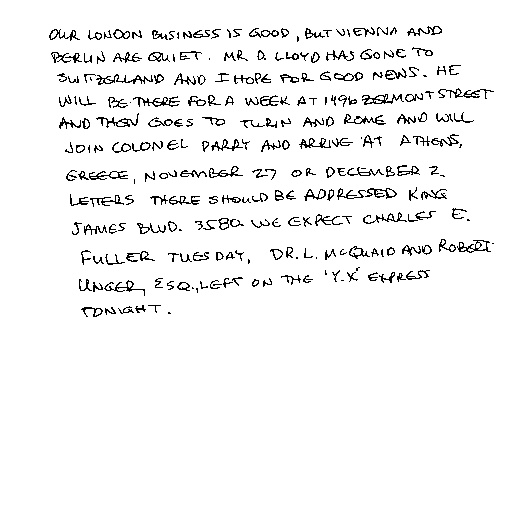 OUR LONDON BUSINESS IS GOOD, BUT VIENNA AND
BERLIN ARE QUIET. MR. D. LLOYD HAS GONE TO
SWITZERLAND AND I HOPE FOR GOOD NEWS. HE
WILL BE THERE FOR A WEEK AT 1496 ZERMONT STREET
AND THEN GOES TO TURIN AND ROME AND WILL
JOIN COLONEL PARRY AND ARRIVE AT ATHENS,
GREECE, NOVEMBER 27 OR DECEMBER 2.
LETTERS THERE SHOULD BE ADDRESSED KING
JAMES BLVD. 3580. WE EXPECT CHARLES E.
FULLER TUESDAY, DR. L. MCQUAID AND ROBERT
UNGER, ESQ., LEFT ON THE 'Y.X' EXPRESS
TONIGHT.